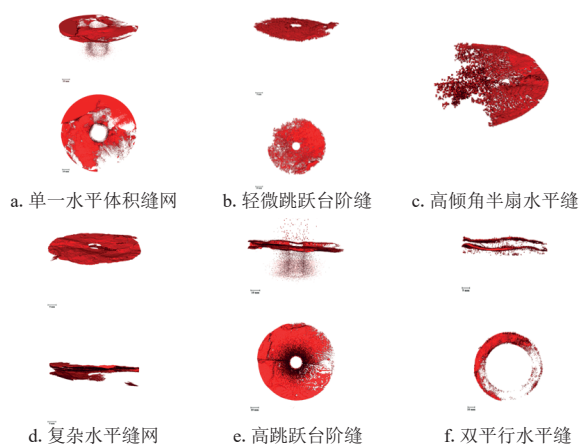 a. 单一水平体积缝网
b. 轻微跳跃台阶缝
c. 高倾角半扇水平缝
d. 复杂水平缝网
e. 高跳跃台阶缝
f. 双平行水平缝